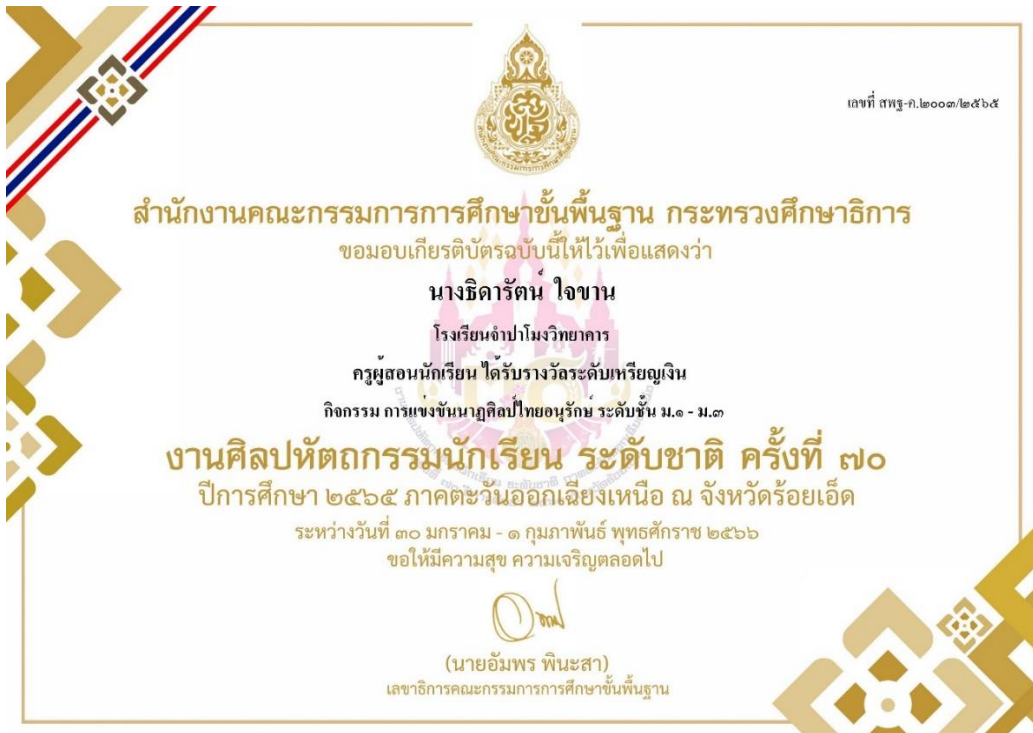 เลขที่ สพฐ-ค.๒๐๐๓/๒๕๖๕
สำนักงานคณะกรรมการการศึกษาขั้นพื้นฐาน กระทรวงศึกษาธิการ
ขอมอบเกียรติบัตรฉบับนี้ให้ไว้เพื่อแสดงว่า
นางธิดารัตน์ ใจขาน
โรงเรียนจำปาโมงวิทยาคาร
ครูผู้สอนนักเรียน ได้รับรางวัลระดับเหรียญเงิน
กิจกรรม การแข่งขันนาฏศิลป์ไทยอนุรักษ์ ระดับชั้น ม.๑ - ม.๓
งานศิลปหัตถกรรมนักเรียน ระดับชาติ ครั้งที่ ๗๐
ปีการศึกษา ๒๕๖๕ ภาคตะวันออกเฉียงเหนือ ณ จังหวัดร้อยเอ็ด
ระหว่างวันที่ ๓๐ มกราคม - ๑ กุมภาพันธ์ พุทธศักราช ๒๕๖๖
ขอให้มีความสุข ความเจริญตลอดไป
(นายอัมพร พินะสา)
เลขาธิการคณะกรรมการการศึกษาขั้นพื้นฐาน